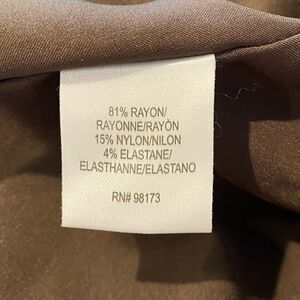 81% RAYON/
RAYONNE/RAYÓN
15% NYLON/NILON
4% ELASTANE/
ELASTHANNE/ELASTANO
RN# 98173